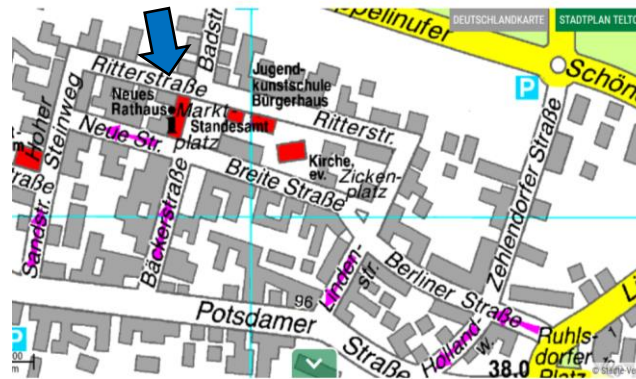 DEUTSCHLANDKARTE
STADTPLAN TELTO
ppelinufer
Schön
P
Badstr.
Ritterstraße
Jugend-
kunstschule
Bürgerhaus
Neues
Rathaus
Markt
platz
Standesamt
Ritterstr.
Hoher
Steinweg
Neue Str.
Kirche,
ev.
Zicken-
platz
Breite Straße
Zehlendorfer Straße
raße
Sandstr.
Bäckerstraße
Linden-
str.
Berliner Straße
96
Potsdamer
Straße
Holland-
w.
Ruhls-
dorfer
Platz
P
38.0